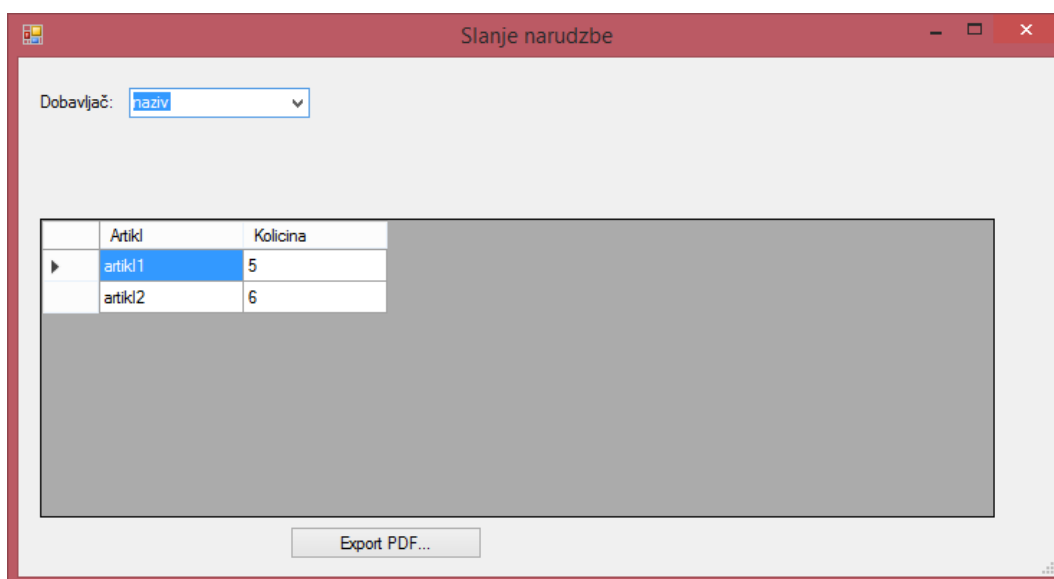 Slanje narudzbe
Dobavljač: naziv
Artikl Kolicina
artikl1 5
artikl2 6
Export PDF...